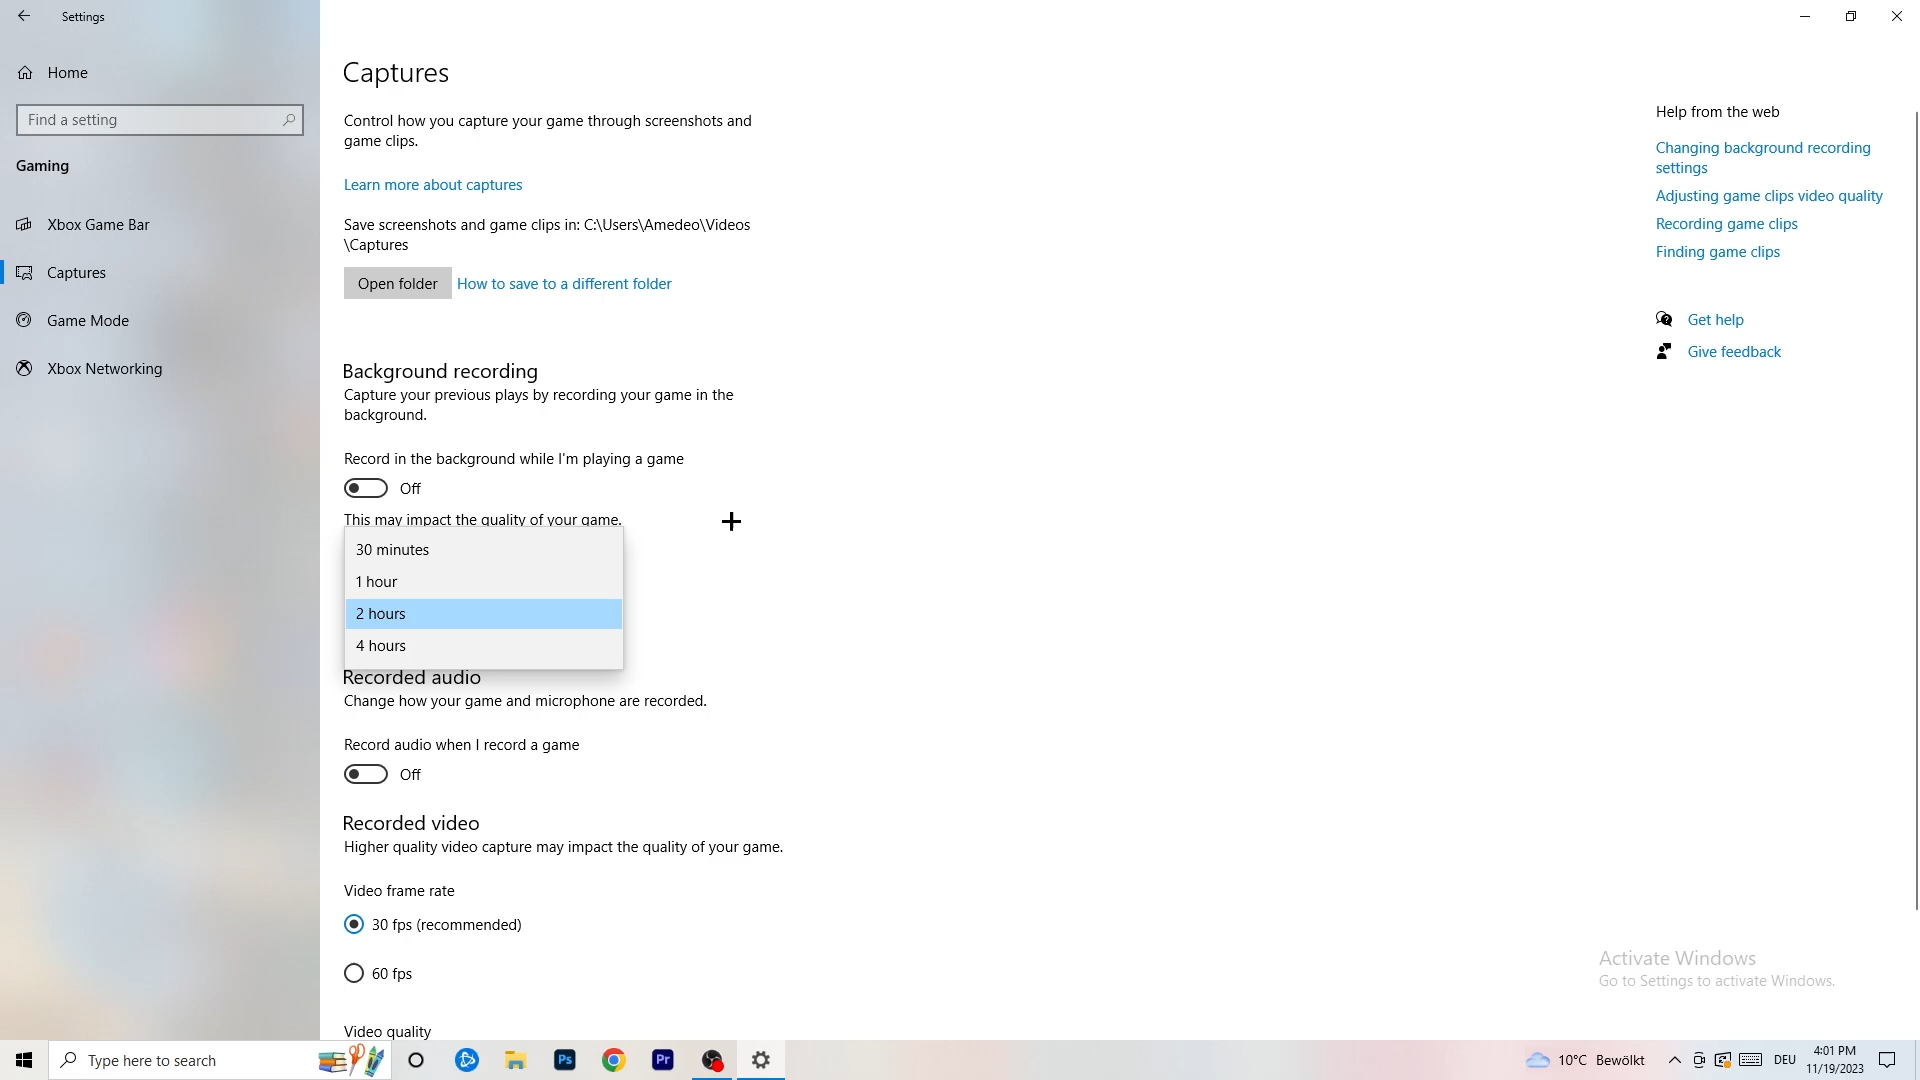 Settings
Home
Find a setting
Gaming
Xbox Game Bar
Captures
Game Mode
Xbox Networking
Captures
Control how you capture your game through screenshots and
game clips.
Learn more about captures
Save screenshots and game clips in: C:\Users\Amedeo\Videos
\Captures
Open folder
How to save to a different folder
Background recording
Capture your previous plays by recording your game in the
background.
Record in the background while I'm playing a game
Off
This may impact the quality of your game.
30 minutes
1 hour
2 hours
4 hours
Recorded audio
Change how your game and microphone are recorded.
Record audio when I record a game
Off
Recorded video
Higher quality video capture may impact the quality of your game.
Video frame rate
30 fps (recommended)
60 fps
Video quality
Help from the web
Changing background recording
settings
Adjusting game clips video quality
Recording game clips
Finding game clips
Get help
Give feedback
Activate Windows
Go to Settings to activate Windows.
Type here to search
Ps
Pr
10°C Bewölkt
DEU
4:01 PM
11/19/2023